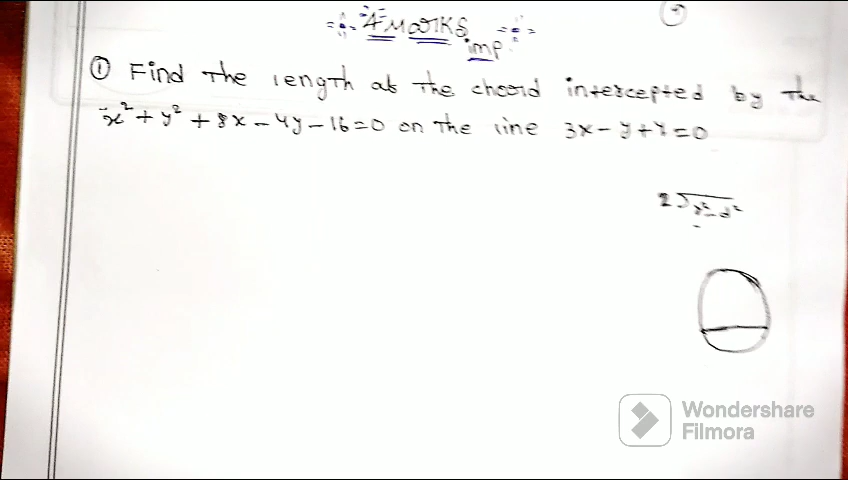 4 Marks
imp
① Find the length of the chord intercepted by the
x² + y² + 8x - 4y - 16 = 0 on the line 3x - y + 4 = 0
2√r² - d²
Wondershare
Filmora